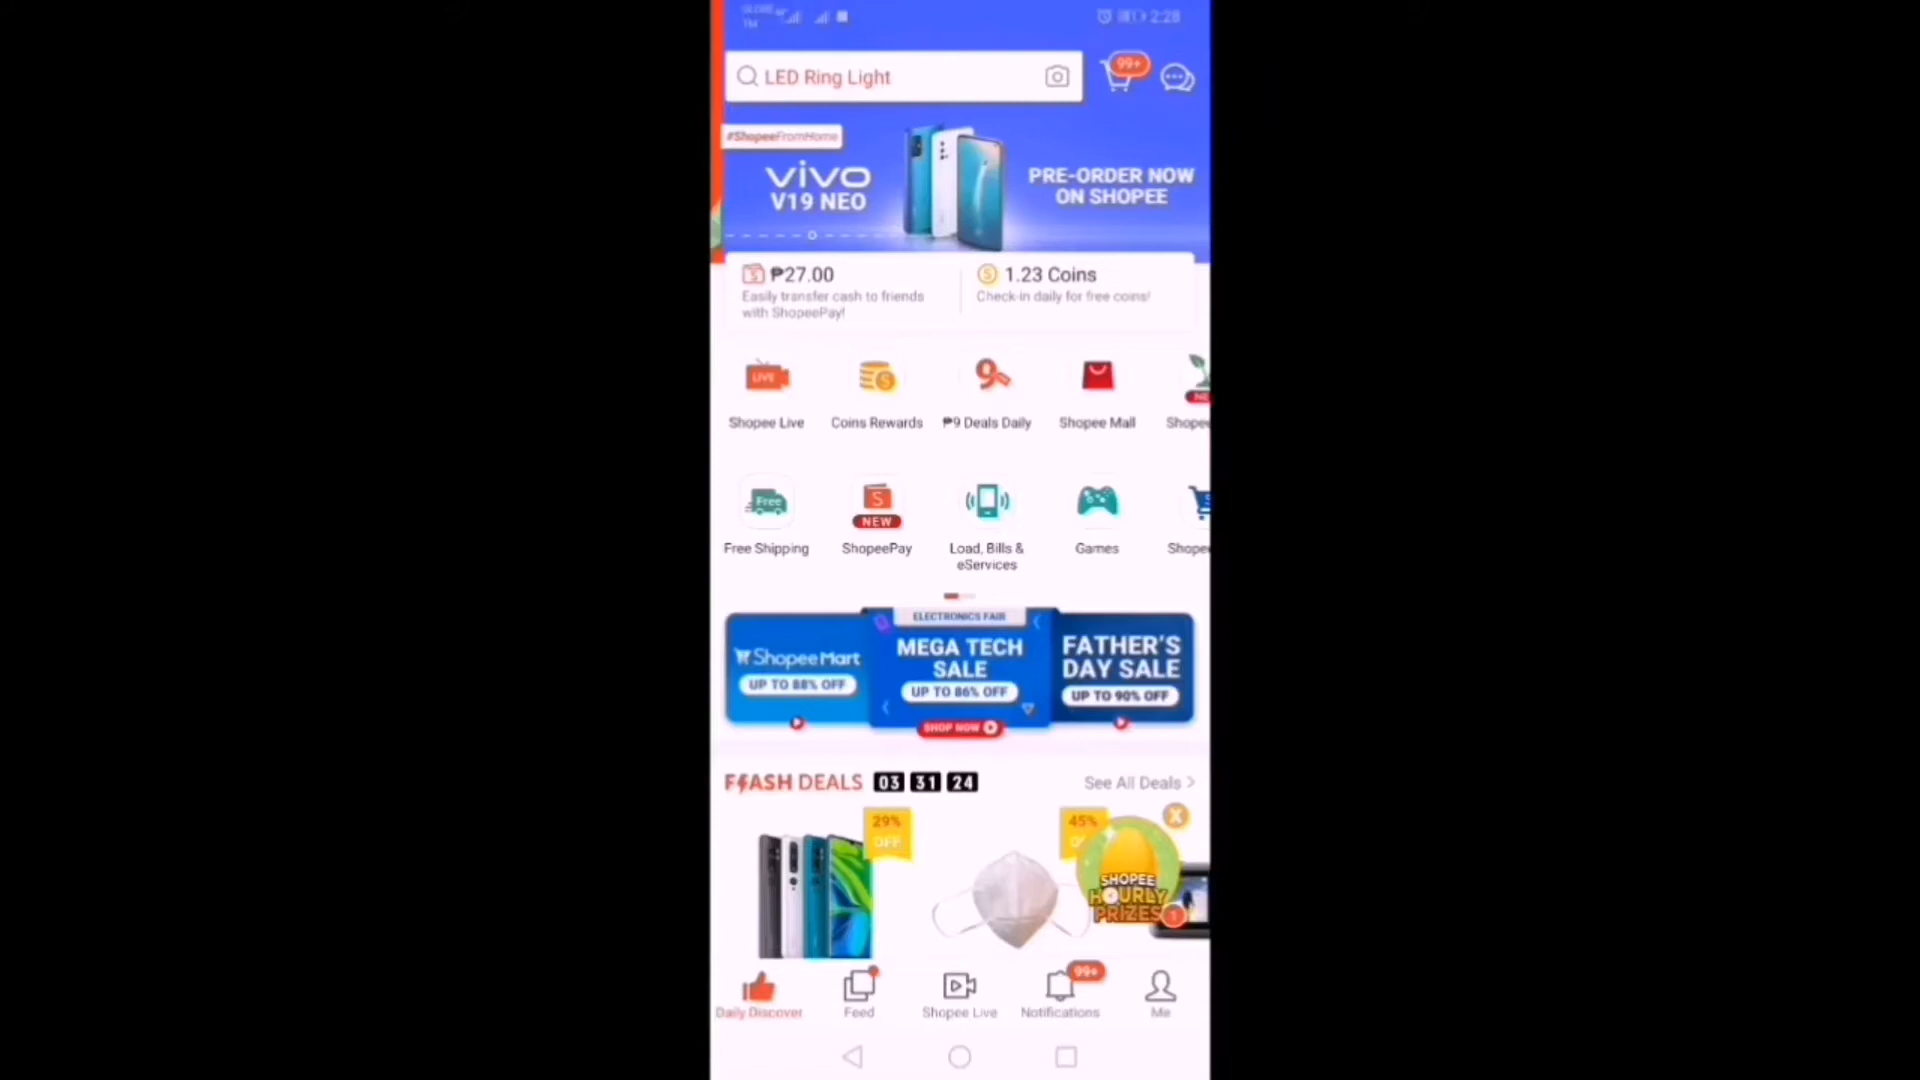 GLOBE
TM
2:28
LED Ring Light
99+
#ShopeeFromHome
vivo
V19 NEO
PRE-ORDER NOW
ON SHOPEE
₱27.00
Easily transfer cash to friends
with ShopeePay!
1.23 Coins
Check-in daily for free coins!
LIVE
S
9
Shopee Live
Coins Rewards
₱9 Deals Daily
Shopee Mall
Shopee
Free
S
NEW
Free Shipping
ShopeePay
Load, Bills &
eServices
Games
Shopee
ShopeeMart
UP TO 88% OFF
ELECTRONICS FAIR
MEGA TECH
SALE
UP TO 86% OFF
SHOP NOW
FATHER'S
DAY SALE
UP TO 90% OFF
FLASH DEALS 03 31 24
See All Deals >
29%
OFF
45%
X
SHOPEE
HOURLY
PRIZES
1
99+
Daily Discover
Feed
Shopee Live
Notifications
Me